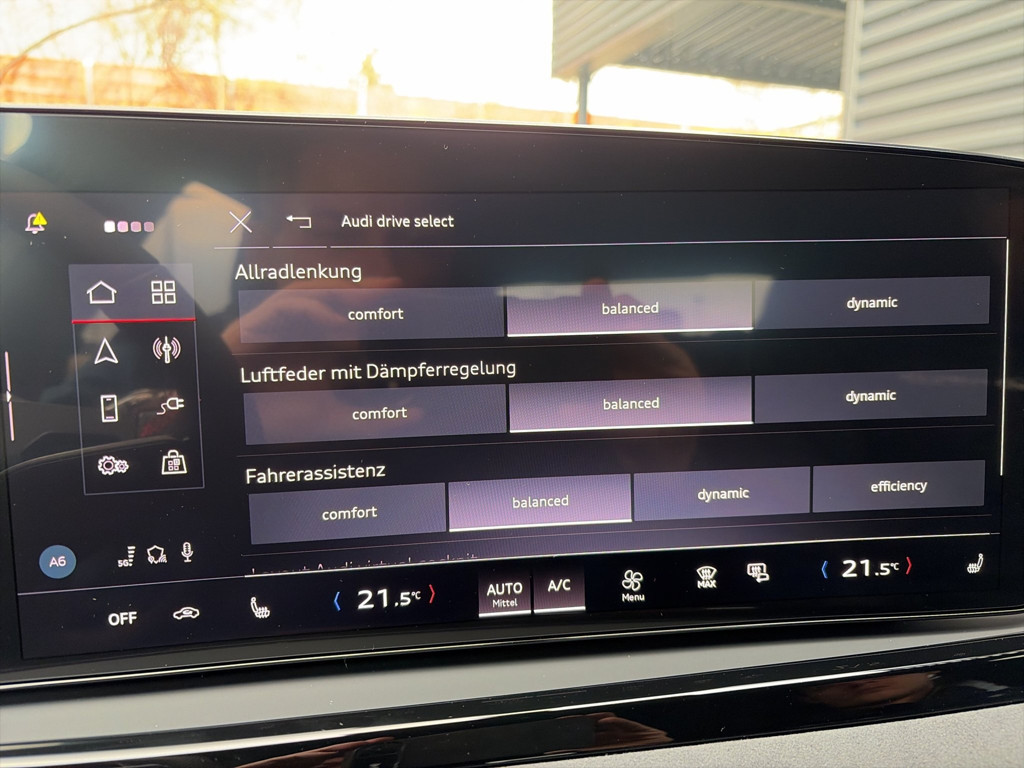 Audi drive select
Allradlenkung
comfort balanced dynamic
Luftfeder mit Dämpferregelung
comfort balanced dynamic
Fahrerassistenz
comfort balanced dynamic efficiency
A6 5G
OFF 21.5°C AUTO Mittel A/C Menu MAX 21.5°C